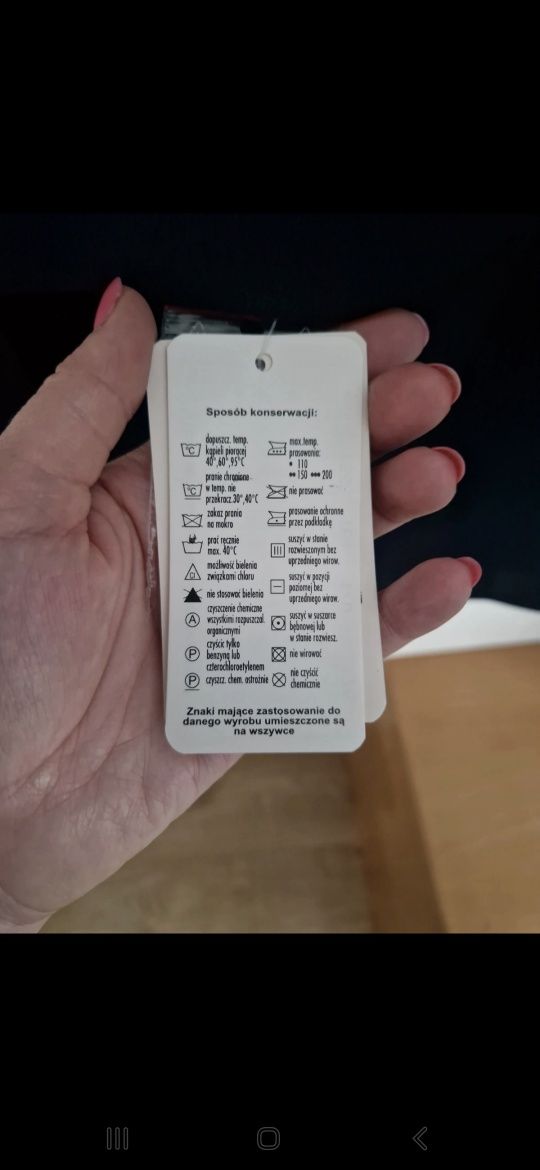 Sposób konserwacji:
dopuszcz. temp.
kąpieli piorącej
40°,60°,95°C
pranie chronione
w temp. nie
przekracz.30°,40°C
zakaz prania
na mokro
prać ręcznie
max. 40°C
możliwość bielenia
związkami chloru
nie stosować bielenia
czyszczenie chemiczne
wszystkimi rozpuszczal.
organicznymi
czyścic tylko
benzyną lub
czterochloroetylenem
czyszcz. chem. ostrożnie
max.temp.
prasowania:
• 110
•• 150 ••• 200
nie prasować
prasowanie ochronne
przez podkładkę
suszyć w stanie
rozwieszonym bez
uprzedniego wirow.
suszyć w pozycji
poziomej bez
uprzedniego wirow.
suszyć w suszarce
bębnowej lub
w stanie rozwiesz.
nie wirować
nie czyścić
chemicznie
Znaki mające zastosowanie do
danego wyrobu umieszczone są
na wszywce